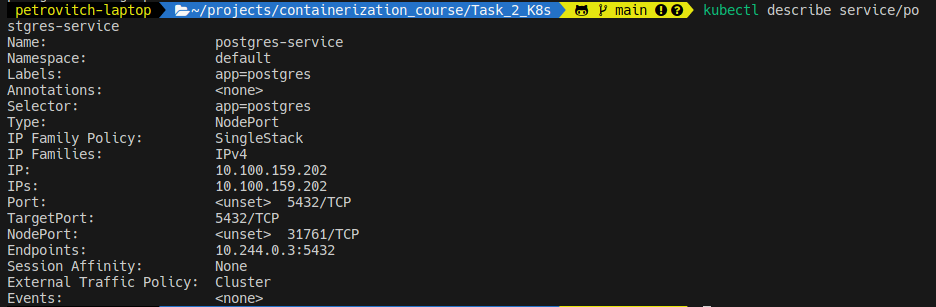 petrovitch-laptop ~/projects/containerization_course/Task_2_K8s main kubectl describe service/po
stgres-service
Name: postgres-service
Namespace: default
Labels: app=postgres
Annotations: <none>
Selector: app=postgres
Type: NodePort
IP Family Policy: SingleStack
IP Families: IPv4
IP: 10.100.159.202
IPs: 10.100.159.202
Port: <unset> 5432/TCP
TargetPort: 5432/TCP
NodePort: <unset> 31761/TCP
Endpoints: 10.244.0.3:5432
Session Affinity: None
External Traffic Policy: Cluster
Events: <none>